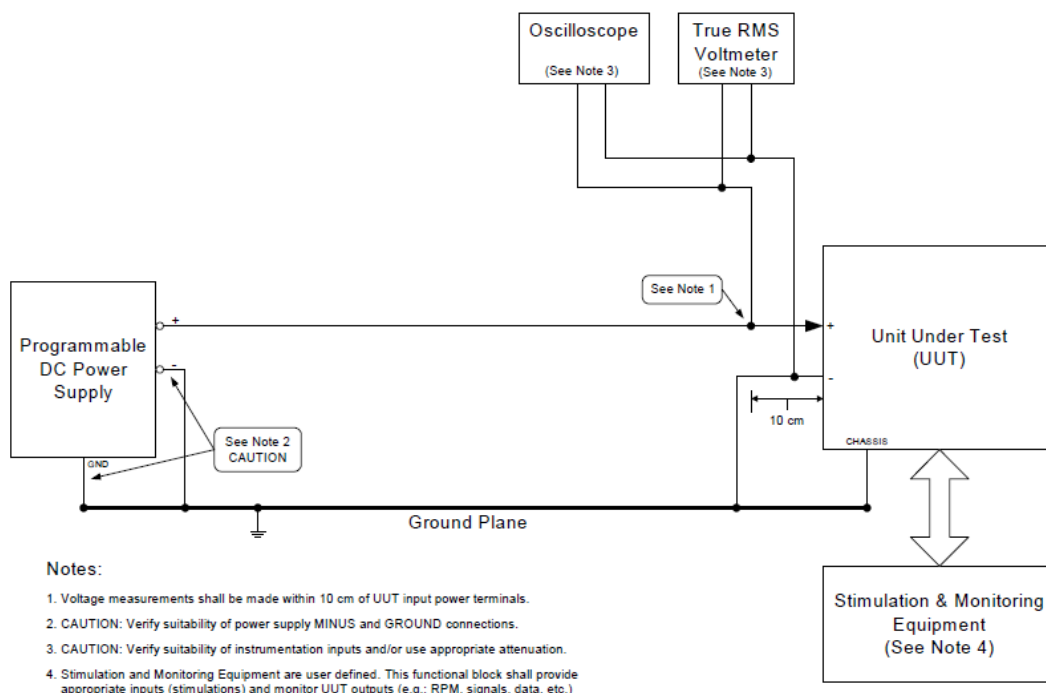 Oscilloscope
(See Note 3)
True RMS
Voltmeter
(See Note 3)
See Note 1
Programmable
DC Power
Supply
+
-
GND
See Note 2
CAUTION
+
-
Unit Under Test
(UUT)
10 cm
CHASSIS
Ground Plane
Stimulation & Monitoring
Equipment
(See Note 4)
Notes:
1. Voltage measurements shall be made within 10 cm of UUT input power terminals.
2. CAUTION: Verify suitability of power supply MINUS and GROUND connections.
3. CAUTION: Verify suitability of instrumentation inputs and/or use appropriate attenuation.
4. Stimulation and Monitoring Equipment are user defined. This functional block shall provide
appropriate inputs (stimulations) and monitor UUT outputs (e.g.: RPM, signals, data, etc.)